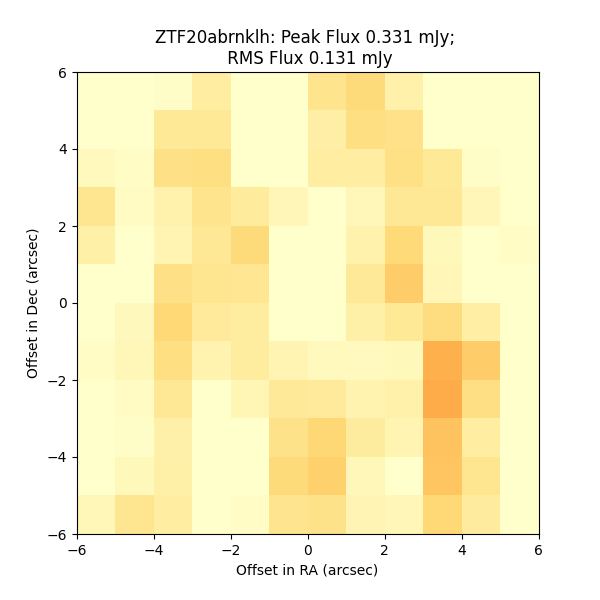 ZTF20abrnklh: Peak Flux 0.331 mJy;
RMS Flux 0.131 mJy
6
4
2
0
−2
−4
−6
Offset in Dec (arcsec)
−6 −4 −2 0 2 4 6
Offset in RA (arcsec)